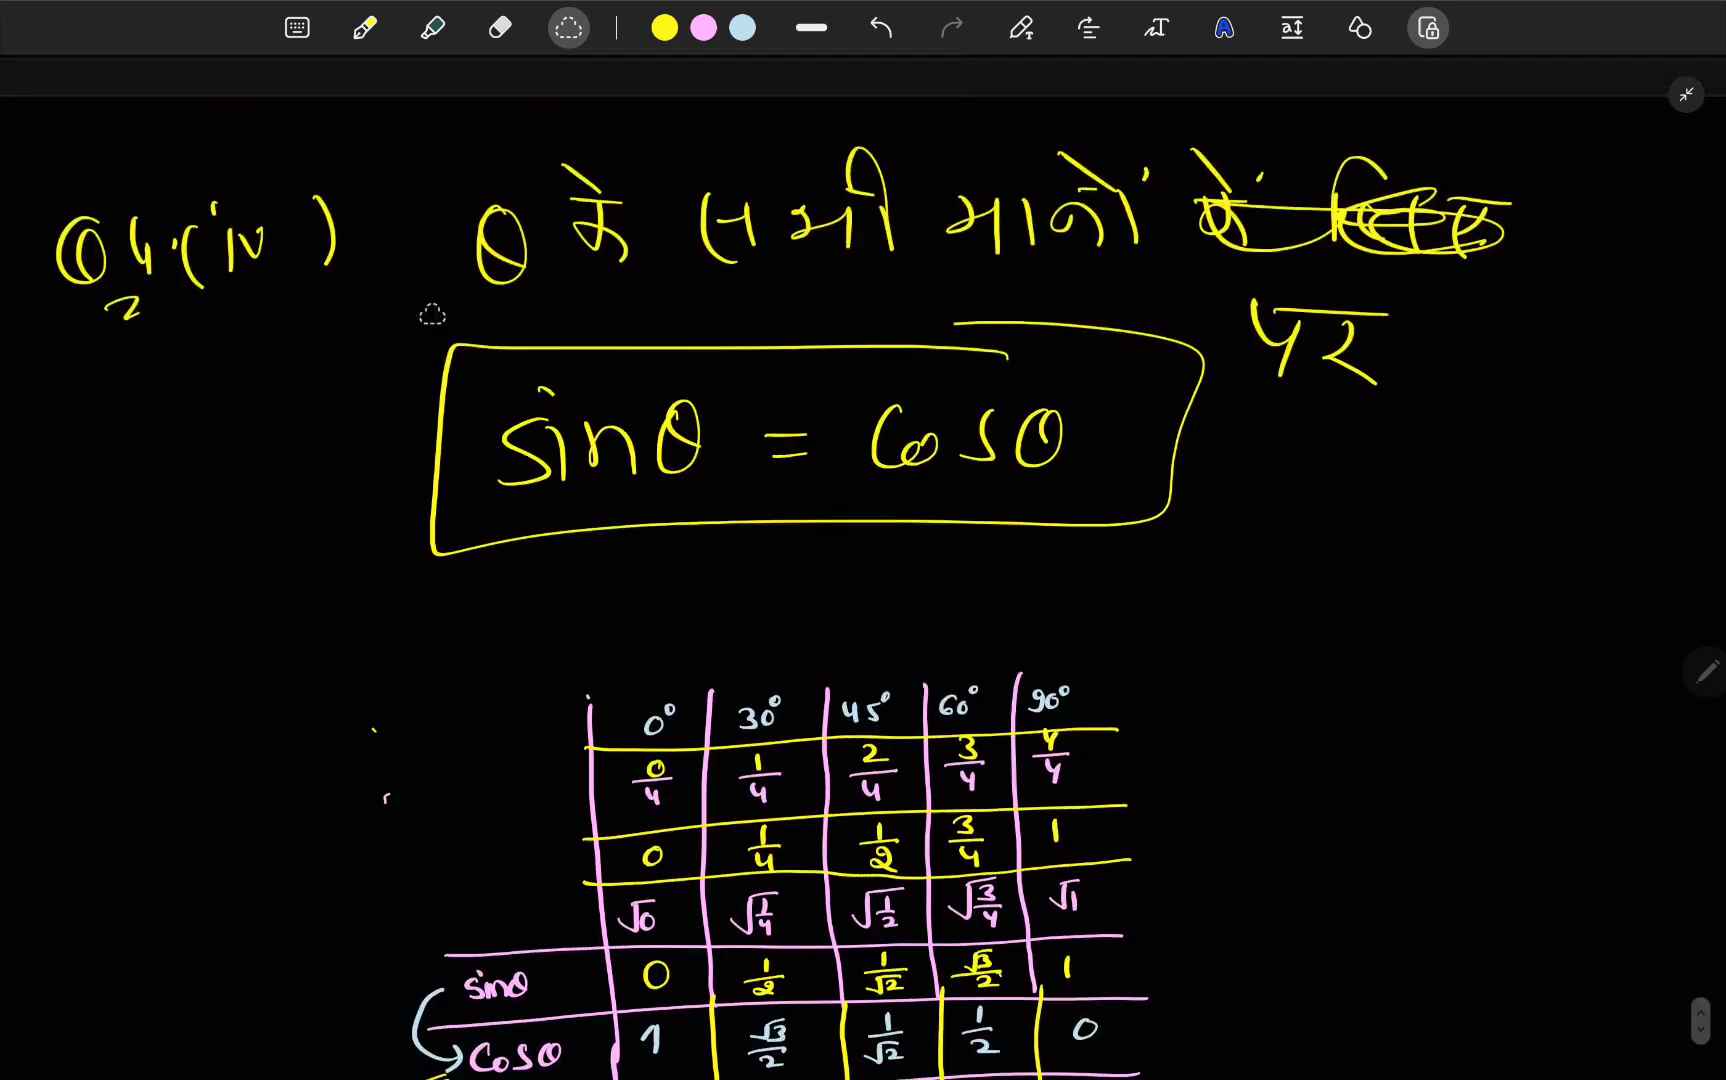 Q4.(iv) θ के सभी मानों
2
पर
sinθ = Cosθ
0° 30° 45° 60° 90°
0/4 1/4 2/4 3/4 4/4
0 1/4 1/2 3/4 1
√0 √1/4 √1/2 √3/4 √1
sinθ 0 1/2 1/√2 √3/2 1
Cosθ 1 √3/2 1/√2 1/2 0